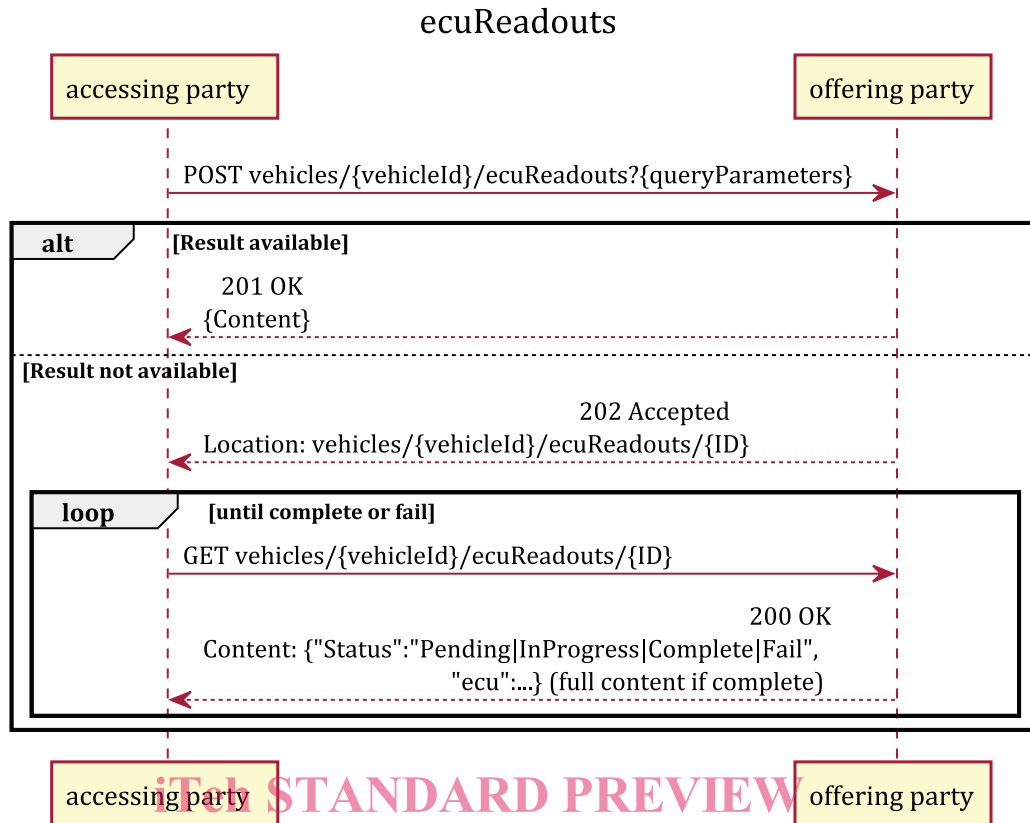 ecuReadouts
accessing party
offering party
POST vehicles/{vehicleId}/ecuReadouts?{queryParameters}
alt
[Result available]
201 OK
{Content}
[Result not available]
202 Accepted
Location: vehicles/{vehicleId}/ecuReadouts/{ID}
loop
[until complete or fail]
GET vehicles/{vehicleId}/ecuReadouts/{ID}
200 OK
Content: {"Status":"Pending|InProgress|Complete|Fail",
"ecu":...} (full content if complete)
accessing party
iTeh STANDARD PREVIEW
offering party